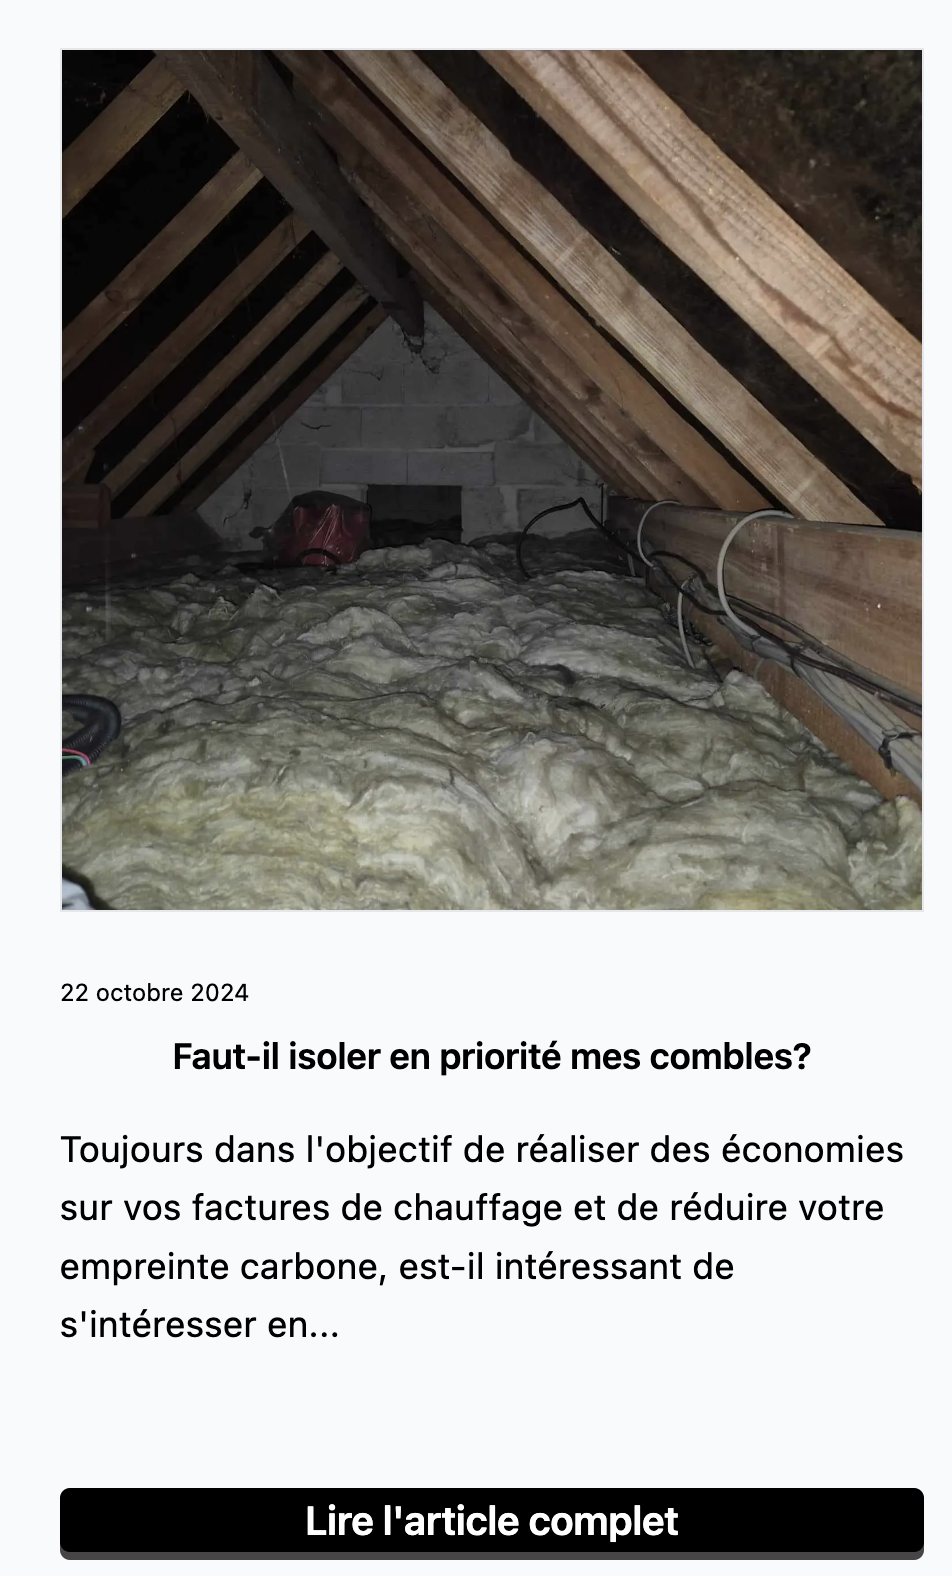 22 octobre 2024
Faut-il isoler en priorité mes combles?
Toujours dans l'objectif de réaliser des économies
sur vos factures de chauffage et de réduire votre
empreinte carbone, est-il intéressant de
s'intéresser en...
Lire l'article complet